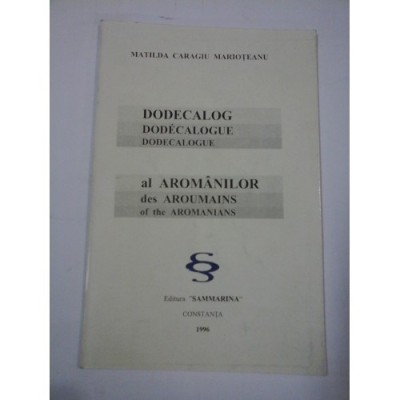 MATILDA CARAGIU MARIOȚEANU
DODECALOG
DODÉCALOGUE
DODECALOGUE
al AROMÂNILOR
des AROUMAINS
of the AROMANIANS
Editura "SAMMARINA"
CONSTANȚA
1996